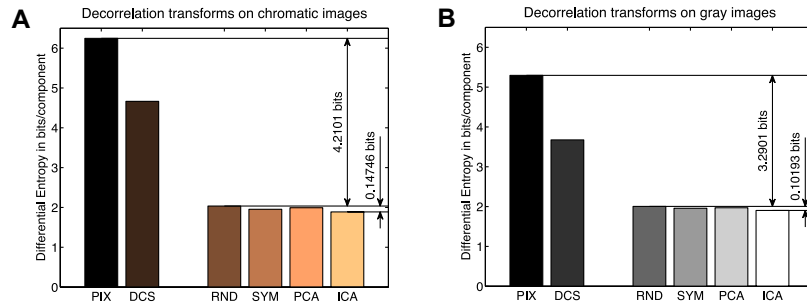 A
Decorrelation transforms on chromatic images
Differential Entropy in bits/component
6
5
4
3
2
1
0
4.2101 bits
0.14746 bits
PIX DCS RND SYM PCA ICA
B
Decorrelation transforms on gray images
Differential Entropy in bits/component
6
5
4
3
2
1
0
3.2901 bits
0.10193 bits
PIX DCS RND SYM PCA ICA